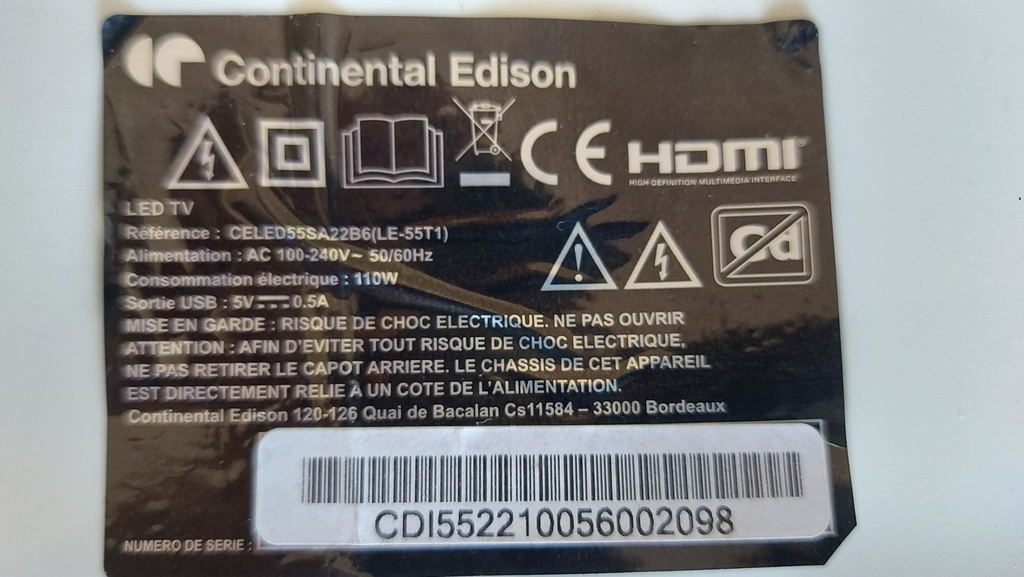 Continental Edison
CE HDMI®
HIGH-DEFINITION MULTIMEDIA INTERFACE
LED TV
Référence : CELED55SA22B6(LE-55T1)
Alimentation : AC 100-240V~ 50/60Hz
Consommation électrique : 110W
Sortie USB : 5V⎓0.5A
Cd
MISE EN GARDE : RISQUE DE CHOC ELECTRIQUE. NE PAS OUVRIR
ATTENTION : AFIN D'EVITER TOUT RISQUE DE CHOC ELECTRIQUE,
NE PAS RETIRER LE CAPOT ARRIERE. LE CHASSIS DE CET APPAREIL
EST DIRECTEMENT RELIE À UN COTE DE L'ALIMENTATION.
Continental Edison 120-126 Quai de Bacalan Cs11584 – 33000 Bordeaux
CDI552210056002098
NUMERO DE SERIE :